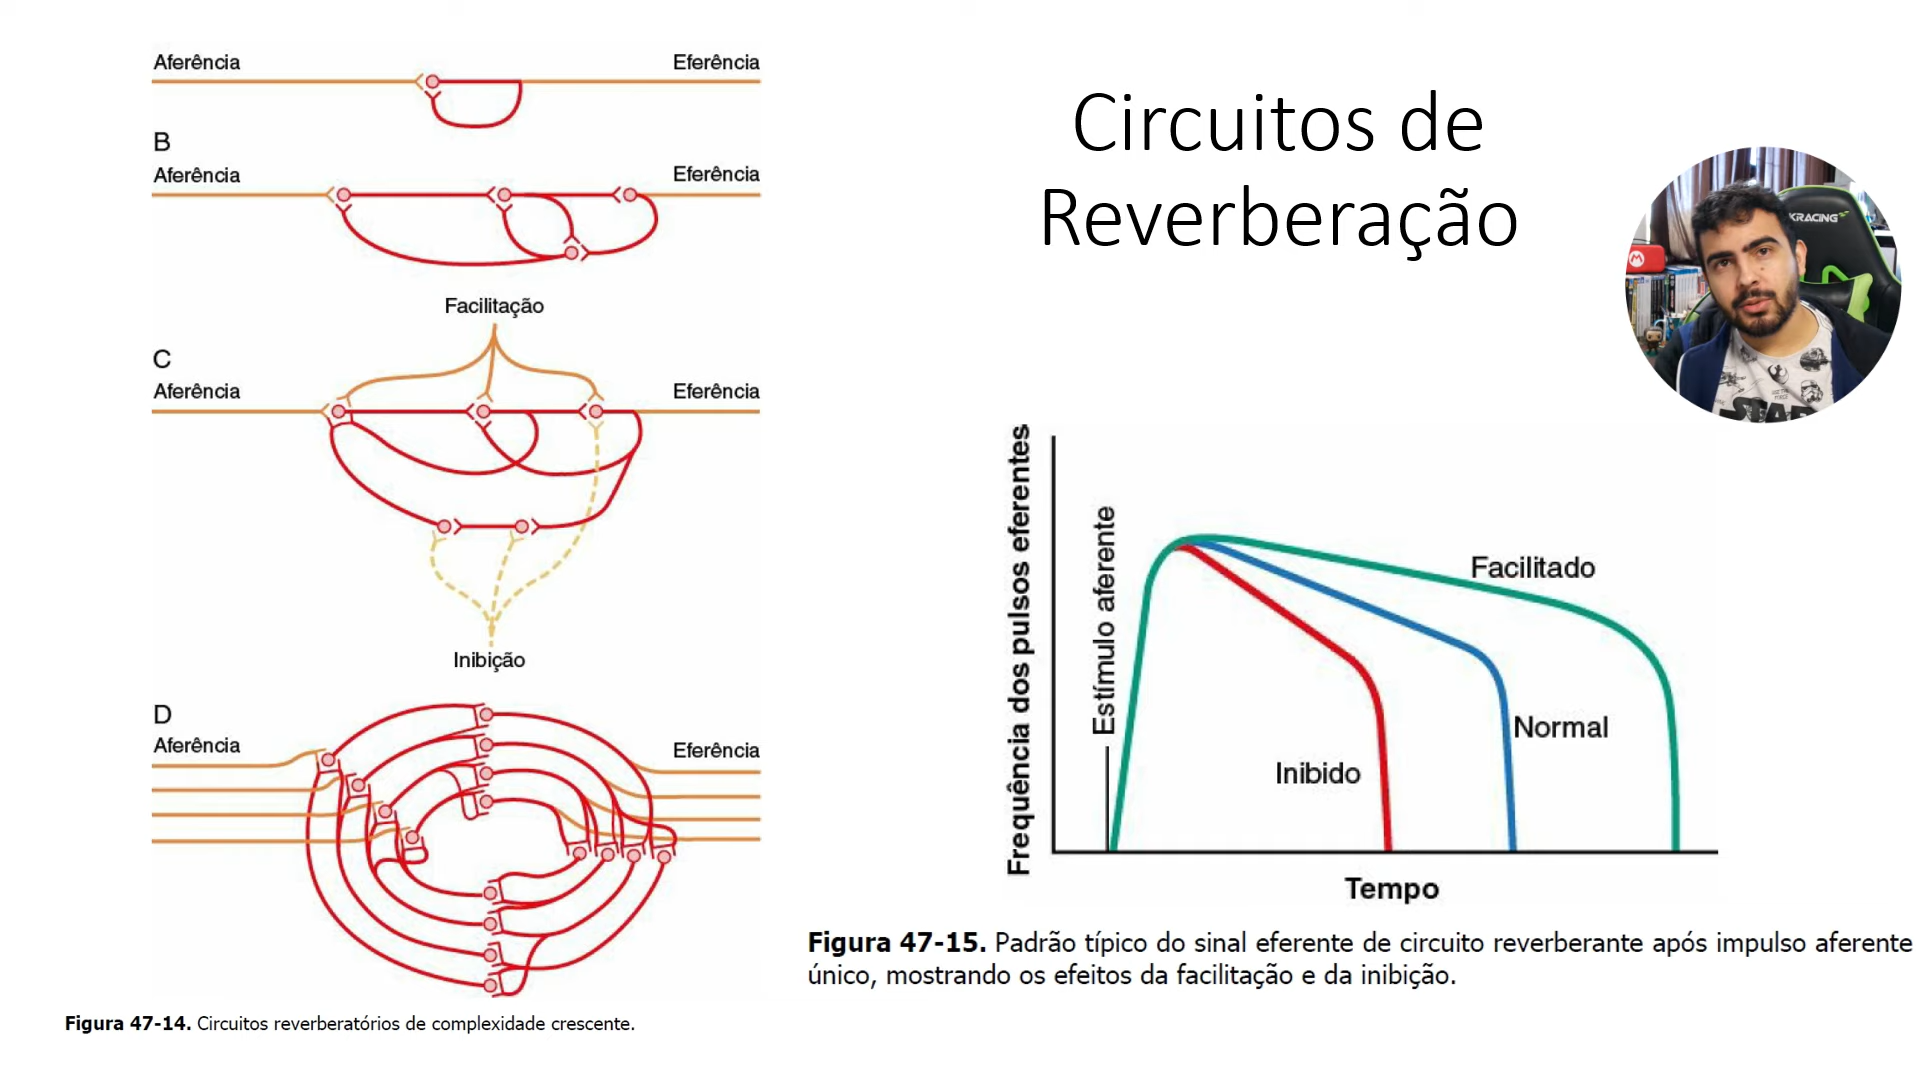 Aferência
Eferência
B
Aferência
Eferência
Facilitação
C
Aferência
Eferência
Inibição
D
Aferência
Eferência
Figura 47-14. Circuitos reverberatórios de complexidade crescente.
Circuitos de
Reverberação
KRACING
Frequência dos pulsos eferentes
Estímulo aferente
Facilitado
Normal
Inibido
Tempo
Figura 47-15. Padrão típico do sinal eferente de circuito reverberante após impulso aferente
único, mostrando os efeitos da facilitação e da inibição.